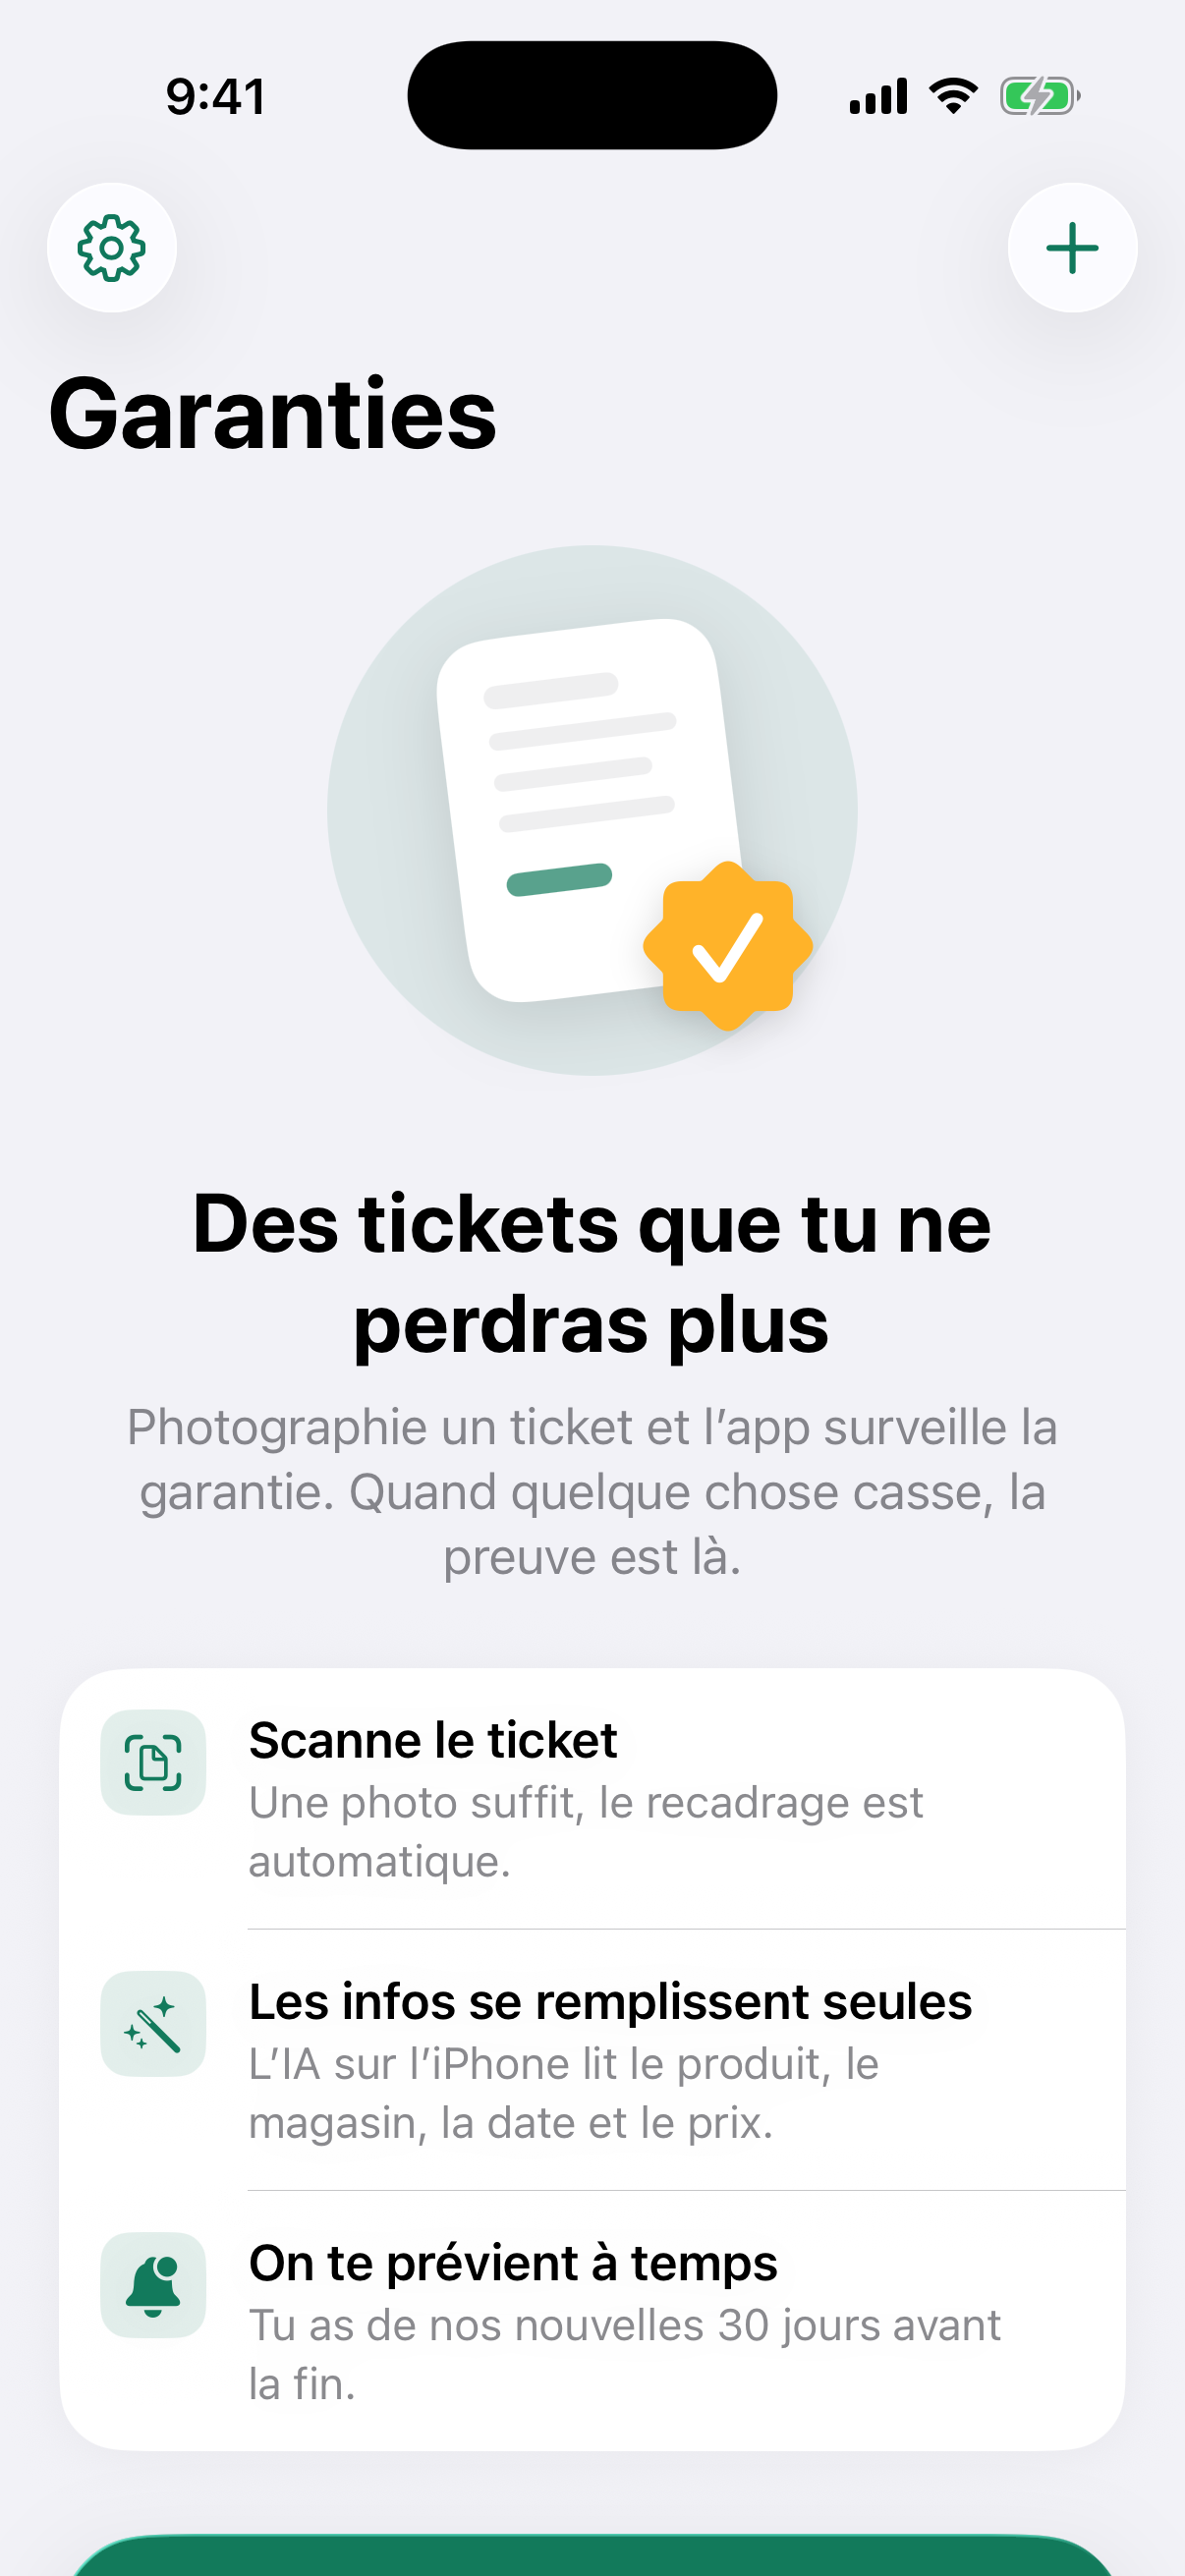 9:41
Garanties
Des tickets que tu ne
perdras plus
Photographie un ticket et l’app surveille la
garantie. Quand quelque chose casse, la
preuve est là.
Scanne le ticket
Une photo suffit, le recadrage est
automatique.
Les infos se remplissent seules
L’IA sur l’iPhone lit le produit, le
magasin, la date et le prix.
On te prévient à temps
Tu as de nos nouvelles 30 jours avant
la fin.